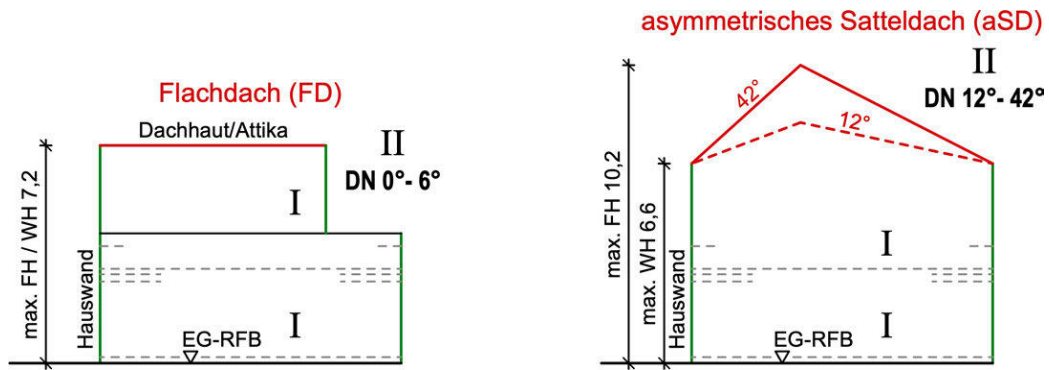 Flachdach (FD)
Dachhaut/Attika
II
DN 0°- 6°
I
max. FH / WH 7,2
Hauswand
I
EG-RFB
asymmetrisches Satteldach (aSD)
II
DN 12°- 42°
42°
12°
max. FH 10,2
max. WH 6,6
Hauswand
I
I
EG-RFB